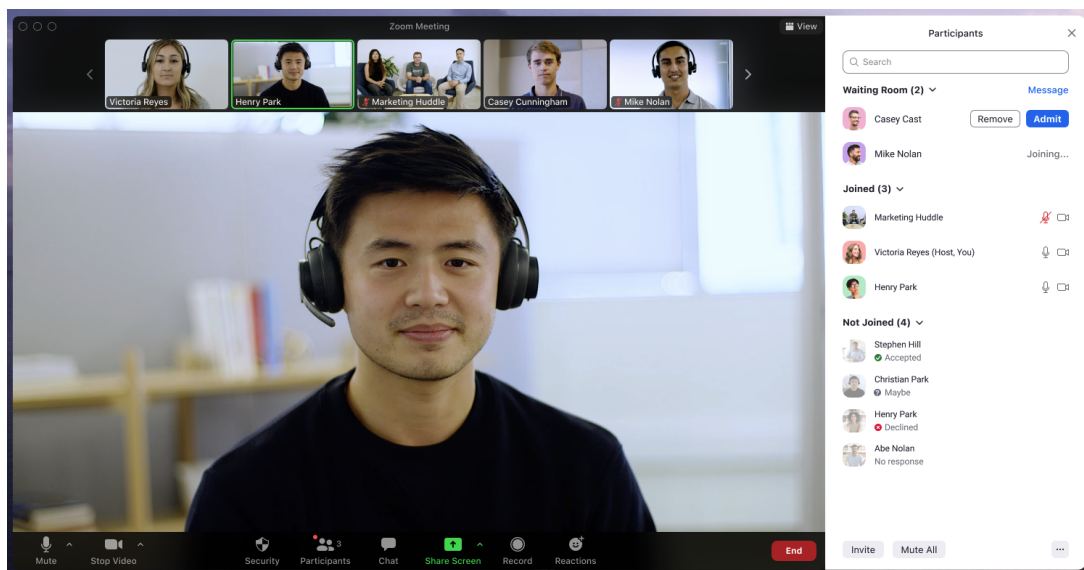 Zoom Meeting
View
Victoria Reyes
Henry Park
Marketing Huddle
Casey Cunningham
Mike Nolan
Mute
Stop Video
Security
Participants
3
Chat
Share Screen
Record
Reactions
End
Participants
Search
Waiting Room (2)
Message
Casey Cast
Remove
Admit
Mike Nolan
Joining...
Joined (3)
Marketing Huddle
Victoria Reyes (Host, You)
Henry Park
Not Joined (4)
Stephen Hill
Accepted
Christian Park
Maybe
Henry Park
Declined
Abe Nolan
No response
Invite
Mute All